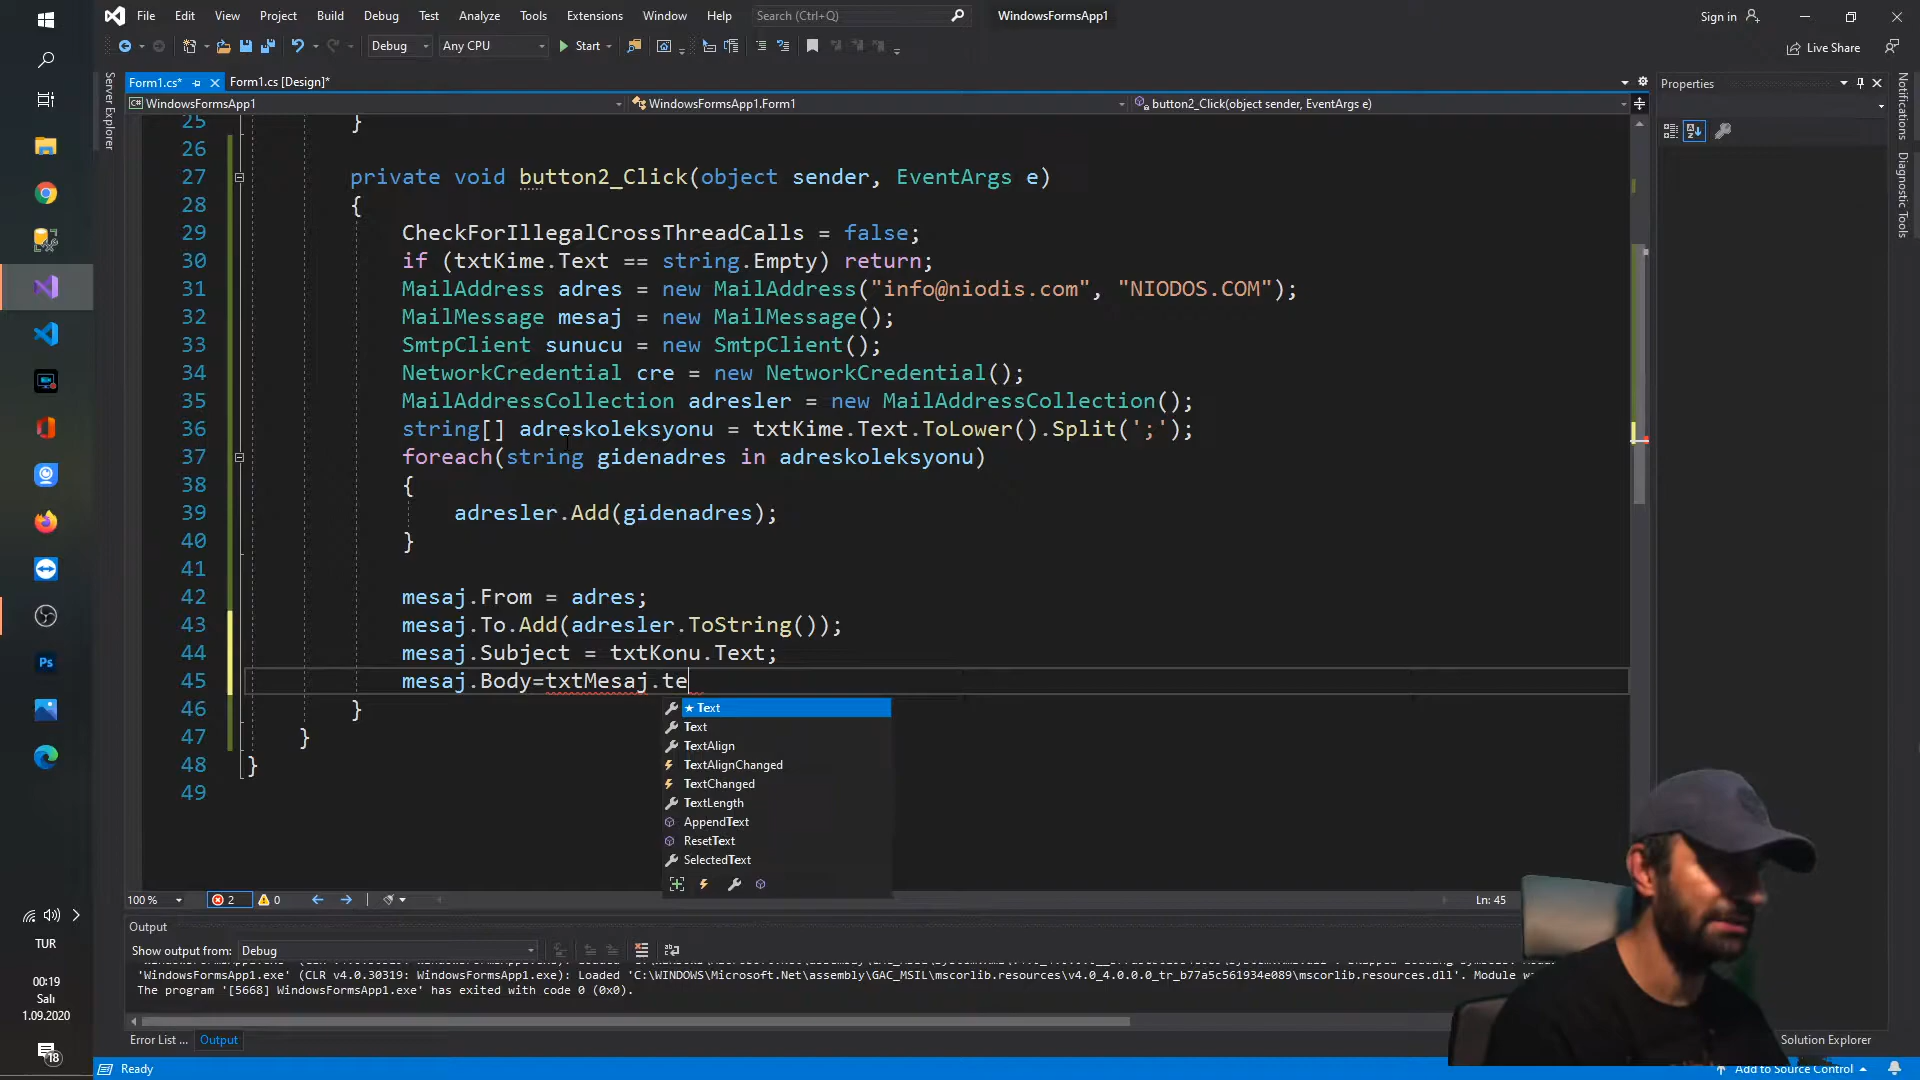 File Edit View Project Build Debug Test Analyze Tools Extensions Window Help Search (Ctrl+Q) WindowsFormsApp1 Sign in
Debug Any CPU Start Live Share
Form1.cs* Form1.cs [Design]* Properties
WindowsFormsApp1 WindowsFormsApp1.Form1 button2_Click(object sender, EventArgs e)
Server Explorer
Notifications
Diagnostic Tools
25 }
26
27 private void button2_Click(object sender, EventArgs e)
28 {
29 CheckForIllegalCrossThreadCalls = false;
30 if (txtKime.Text == string.Empty) return;
31 MailAddress adres = new MailAddress("info@niodis.com", "NIODOS.COM");
32 MailMessage mesaj = new MailMessage();
33 SmtpClient sunucu = new SmtpClient();
34 NetworkCredential cre = new NetworkCredential();
35 MailAddressCollection adresler = new MailAddressCollection();
36 string[] adreskoleksyonu = txtKime.Text.ToLower().Split(';');
37 foreach(string gidenadres in adreskoleksyonu)
38 {
39 adresler.Add(gidenadres);
40 }
41
42 mesaj.From = adres;
43 mesaj.To.Add(adresler.ToString());
44 mesaj.Subject = txtKonu.Text;
45 mesaj.Body=txtMesaj.te
46 }
47 }
48 }
49
★ Text
Text
TextAlign
TextAlignChanged
TextChanged
TextLength
AppendText
ResetText
SelectedText
100 % 2 0 Ln: 45
Output
Show output from: Debug
'WindowsFormsApp1.exe' (CLR v4.0.30319: WindowsFormsApp1.exe): Loaded 'C:\WINDOWS\Microsoft.Net\assembly\GAC_MSIL\mscorlib.resources\v4.0_4.0.0.0_tr_b77a5c561934e089\mscorlib.resources.dll'. Module w
The program '[5668] WindowsFormsApp1.exe' has exited with code 0 (0x0).
Error List ... Output Solution Explorer
Ready Add to Source Control
Ps
TUR
00:19
Salı
1.09.2020
18